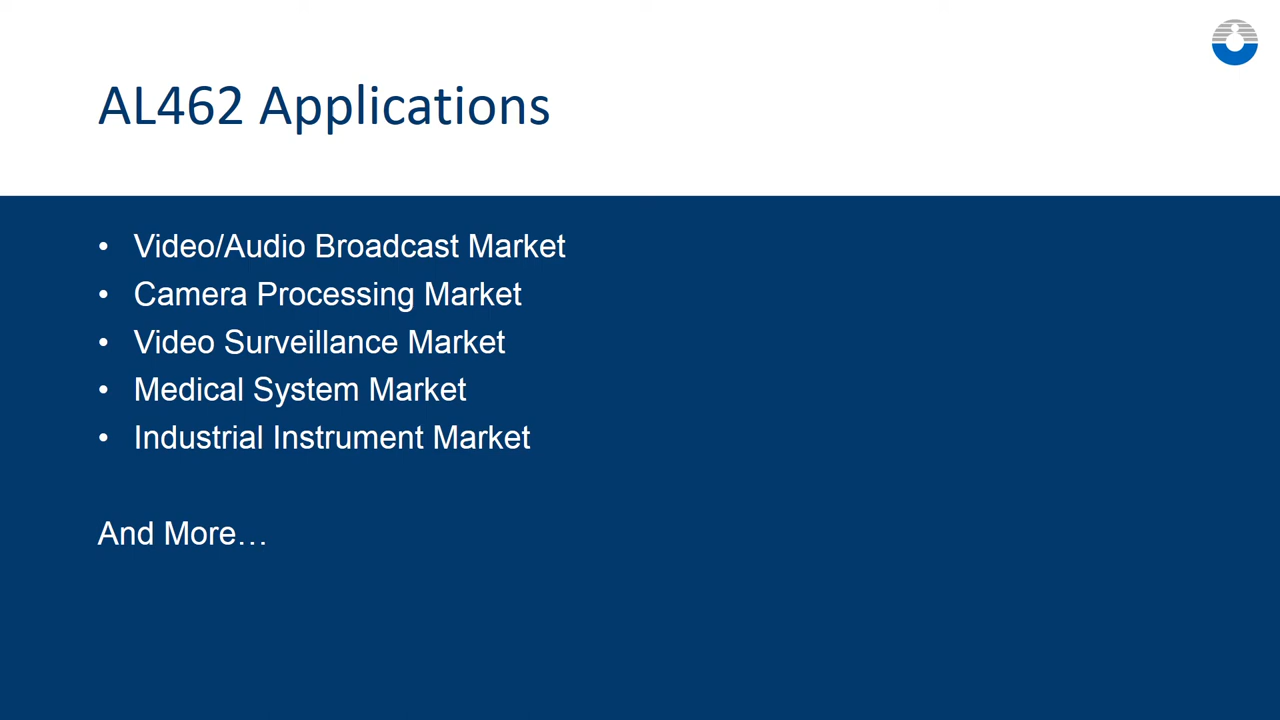 AL462 Applications
• Video/Audio Broadcast Market
• Camera Processing Market
• Video Surveillance Market
• Medical System Market
• Industrial Instrument Market
And More…